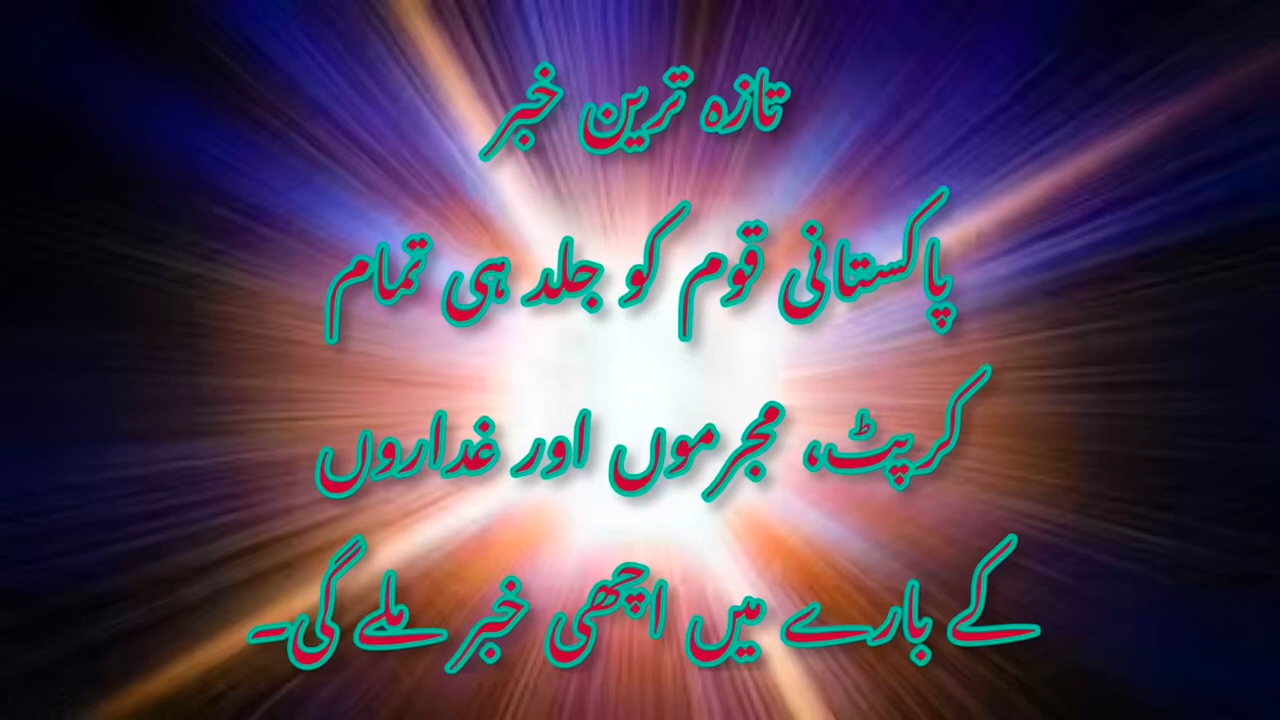 تازہ ترین خبر
پاکستانی قوم کو جلد ہی تمام
کرپٹ، مجرموں اور غداروں
کے بارے میں اچھی خبر ملے گی۔